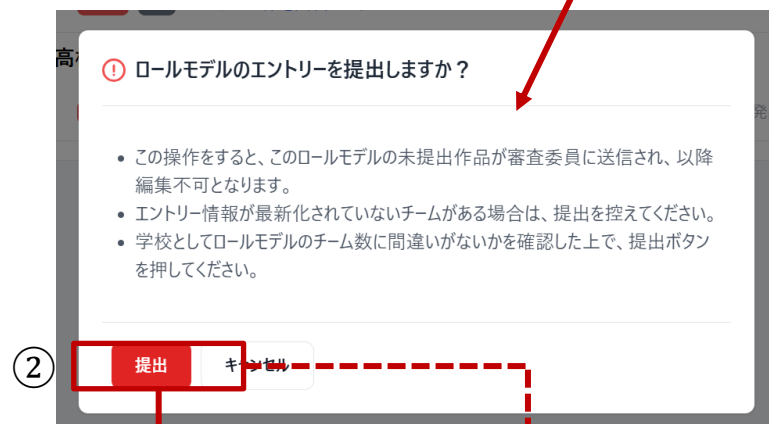 高
① ロールモデルのエントリーを提出しますか？
発
• この操作をすると、このロールモデルの未提出作品が審査委員に送信され、以降
編集不可となります。
• エントリー情報が最新化されていないチームがある場合は、提出を控えてください。
• 学校としてロールモデルのチーム数に間違いがないかを確認した上で、提出ボタン
を押してください。
② 提出 キャンセル